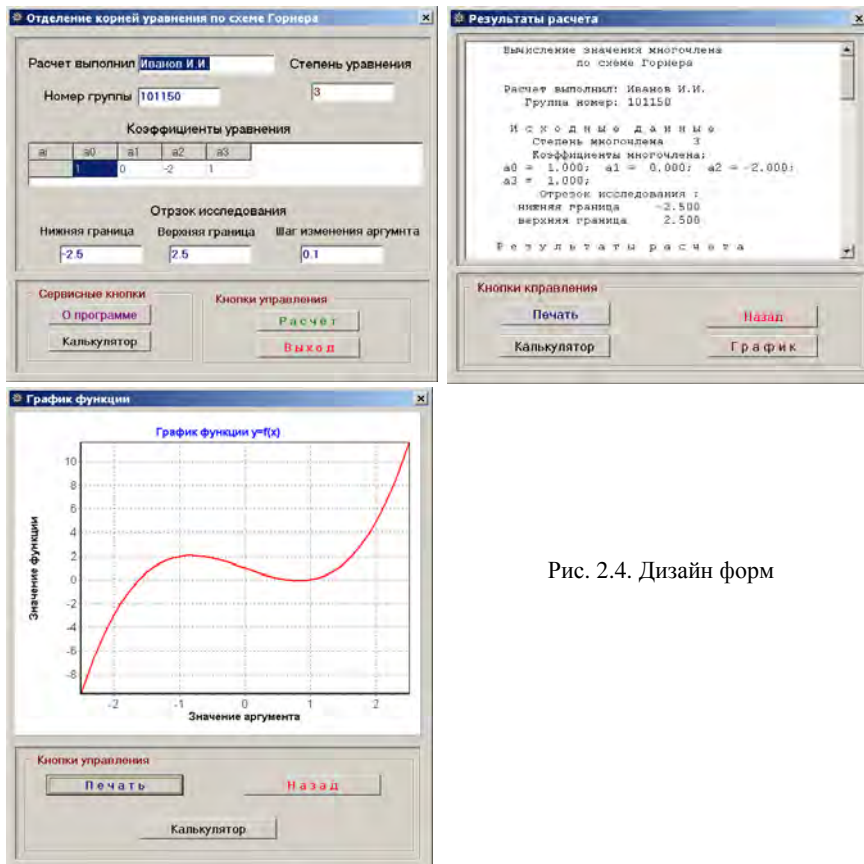 Отделение корней уравнения по схеме Горнера
Расчет выполнил Иванов И.И.
Степень уравнения
Номер группы 101150
3
Коэффициенты уравнения
ai a0 a1 a2 a3
1 0 -2 1
Отрзок исследования
Нижняя граница Верхняя граница Шаг изменения аргумнта
-2.5 2.5 0.1
Сервисные кнопки
О программе
Калькулятор
Кнопки управления
Расчет
Выход
Результаты расчета
Вычисление значения многочлена
по схеме Горнера
Расчет выполнил: Иванов И.И.
Группа номер: 101150
И с х о д н ы е д а н н ы е
Степень многочлена 3
Коэффициенты многочлена;
a0 = 1.000; a1 = 0.000; a2 = -2.000;
a3 = 1.000;
Отрезок исследования :
нижняя граница -2.500
верхняя граница 2.500
Р е з у л ь т а т ы р а с ч е т а
Кнопки кправления
Печать
Назад
Калькулятор
График
График функции
График функции y=f(x)
Значение функции
10
8
6
4
2
0
-2
-4
-6
-8
-2 -1 0 1 2
Значение аргумента
Кнопки управления
Печать
Назад
Калькулятор
Рис. 2.4. Дизайн форм